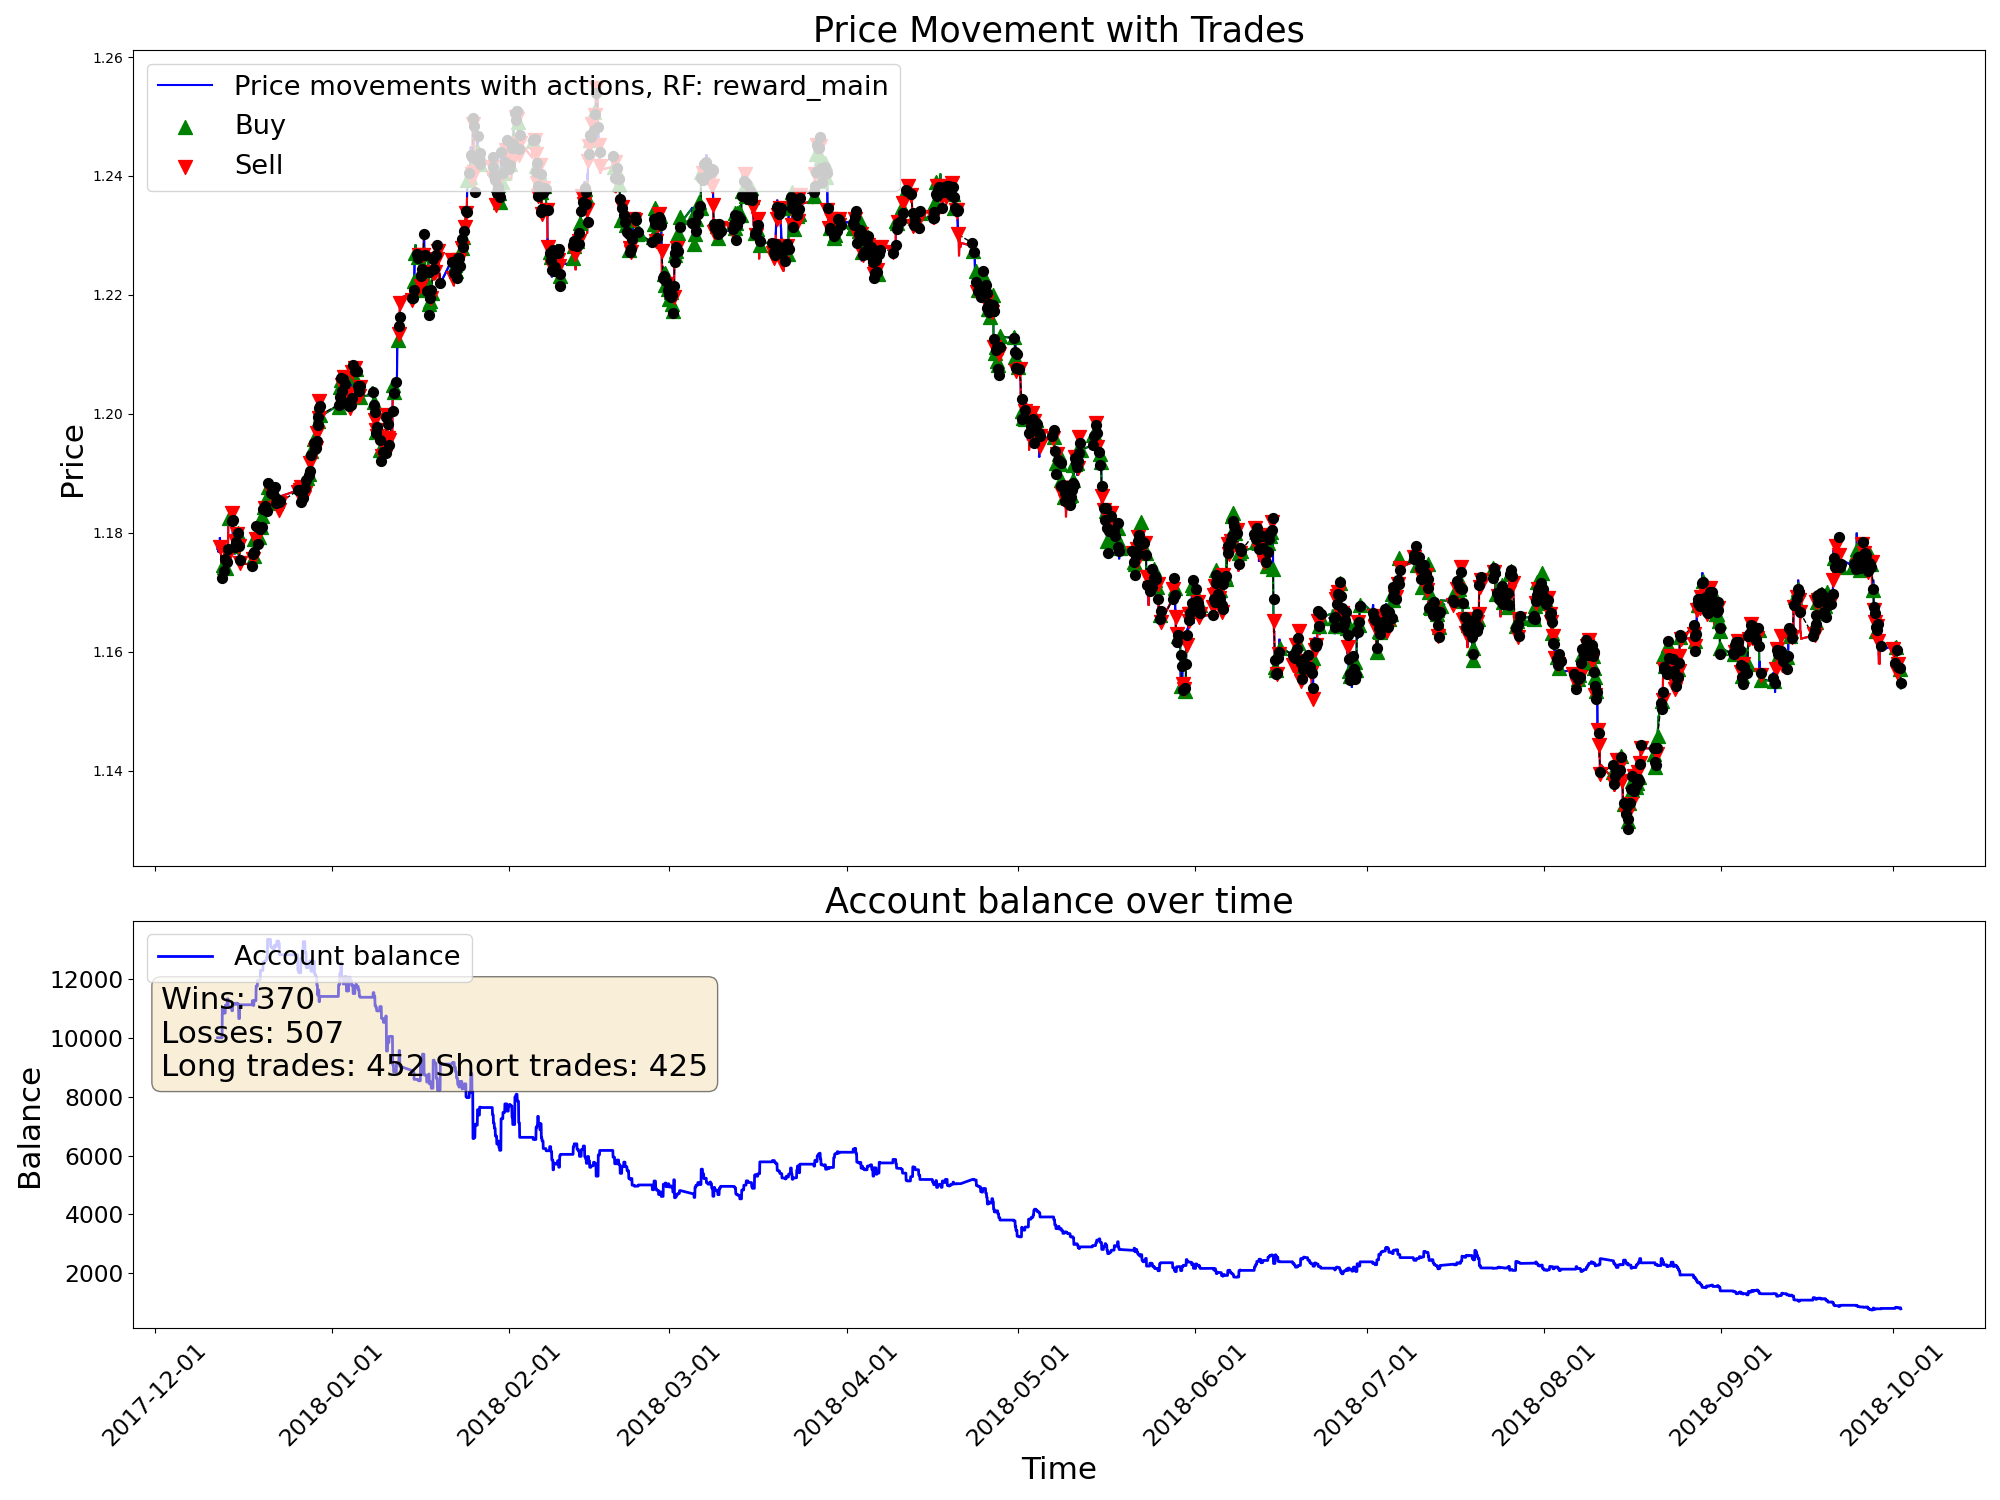 Price Movement with Trades
Price movements with actions, RF: reward_main
Buy
Sell
Price
1.26
1.24
1.22
1.20
1.18
1.16
1.14
Account balance over time
Account balance
Wins: 370
Losses: 507
Long trades: 452 Short trades: 425
Balance
12000
10000
8000
6000
4000
2000
2017-12-01
2018-01-01
2018-02-01
2018-03-01
2018-04-01
2018-05-01
2018-06-01
2018-07-01
2018-08-01
2018-09-01
2018-10-01
Time